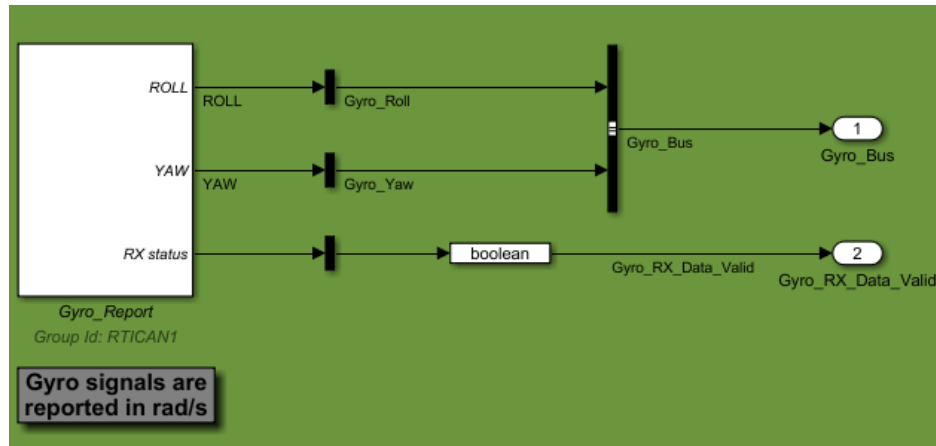 ROLL
ROLL
Gyro_Roll
Gyro_Bus
1
Gyro_Bus
YAW
YAW
Gyro_Yaw
RX status
boolean
Gyro_RX_Data_Valid
2
Gyro_RX_Data_Valid
Gyro_Report
Group Id: RTICAN1
Gyro signals are
reported in rad/s